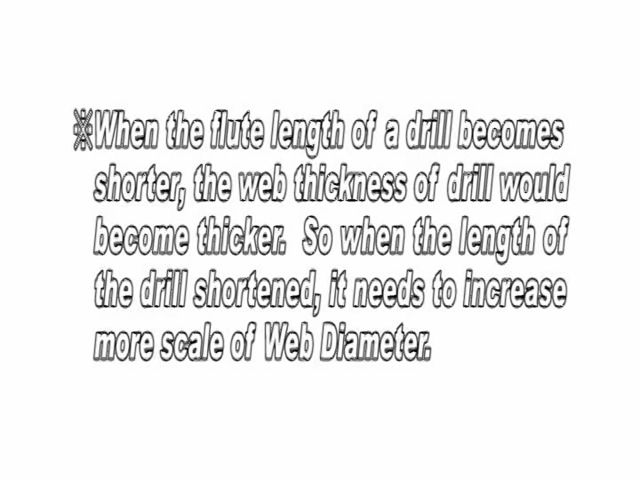 ※When the flute length of a drill becomes
shorter, the web thickness of drill would
become thicker. So when the length of
the drill shortened, it needs to increase
more scale of Web Diameter.